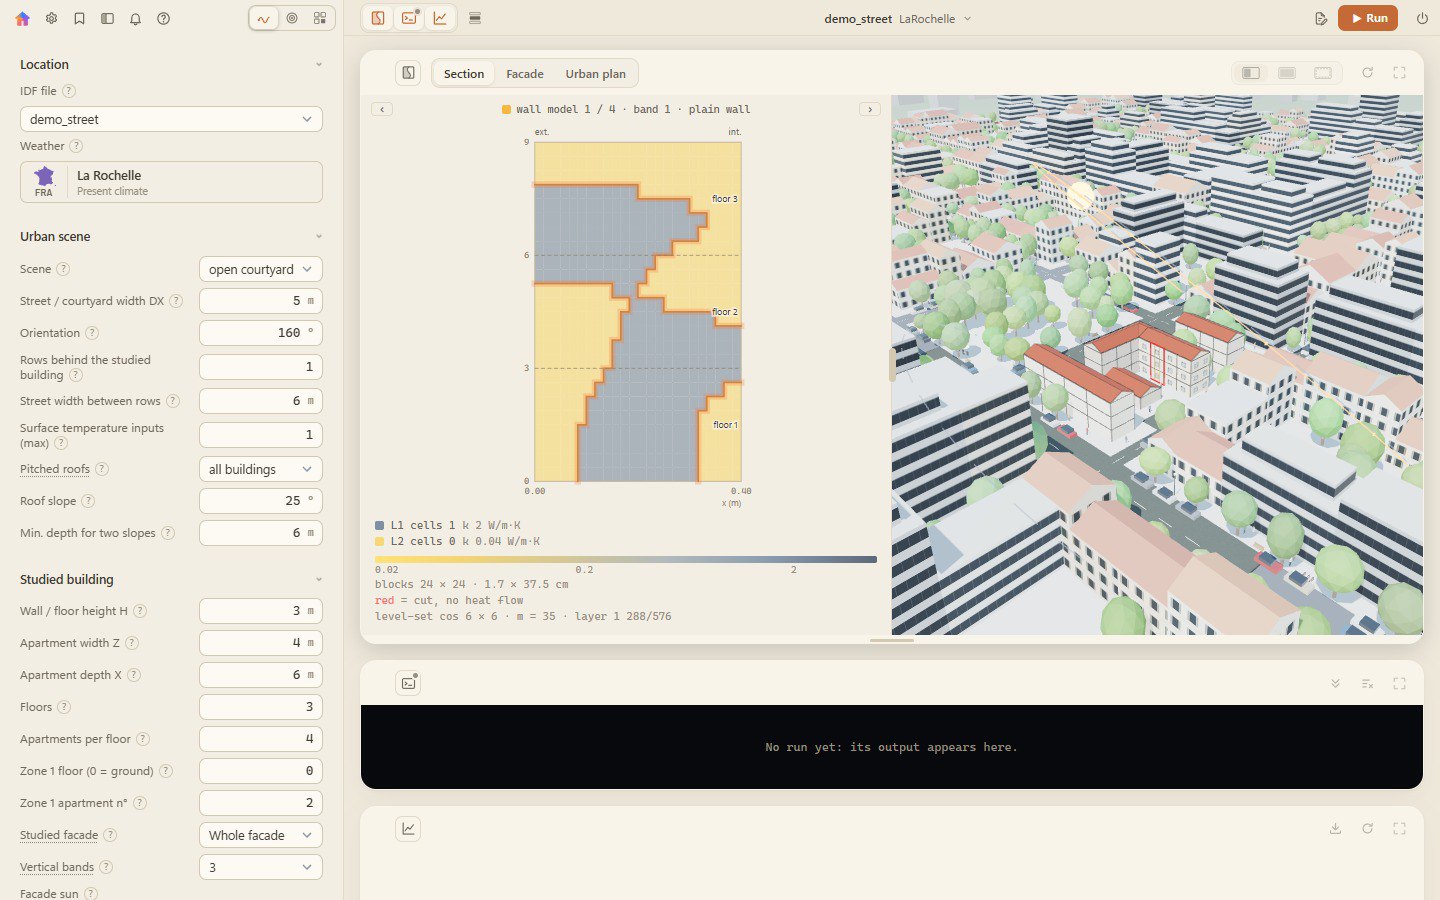 demo_street LaRochelle
Run
Location
IDF file ?
demo_street
Weather ?
FRA
La Rochelle
Present climate
Urban scene
Scene ? open courtyard
Street / courtyard width DX ? 5 m
Orientation ? 160 °
Rows behind the studied
building ? 1
Street width between rows ? 6 m
Surface temperature inputs
(max) ? 1
Pitched roofs ? all buildings
Roof slope ? 25 °
Min. depth for two slopes ? 6 m
Studied building
Wall / floor height H ? 3 m
Apartment width Z ? 4 m
Apartment depth X ? 6 m
Floors ? 3
Apartments per floor ? 4
Zone 1 floor (0 = ground) ? 0
Zone 1 apartment n° ? 2
Studied facade ? Whole facade
Vertical bands ? 3
Facade sun ?
Section Facade Urban plan
wall model 1 / 4 · band 1 · plain wall
ext. int.
9
floor 3
6
floor 2
3
floor 1
0
0.00 0.40
x (m)
L1 cells 1 k 2 W/m·K
L2 cells 0 k 0.04 W/m·K
0.02 0.2 2
blocks 24 × 24 · 1.7 × 37.5 cm
red = cut, no heat flow
level-set cos 6 × 6 · m = 35 · layer 1 288/576
No run yet: its output appears here.